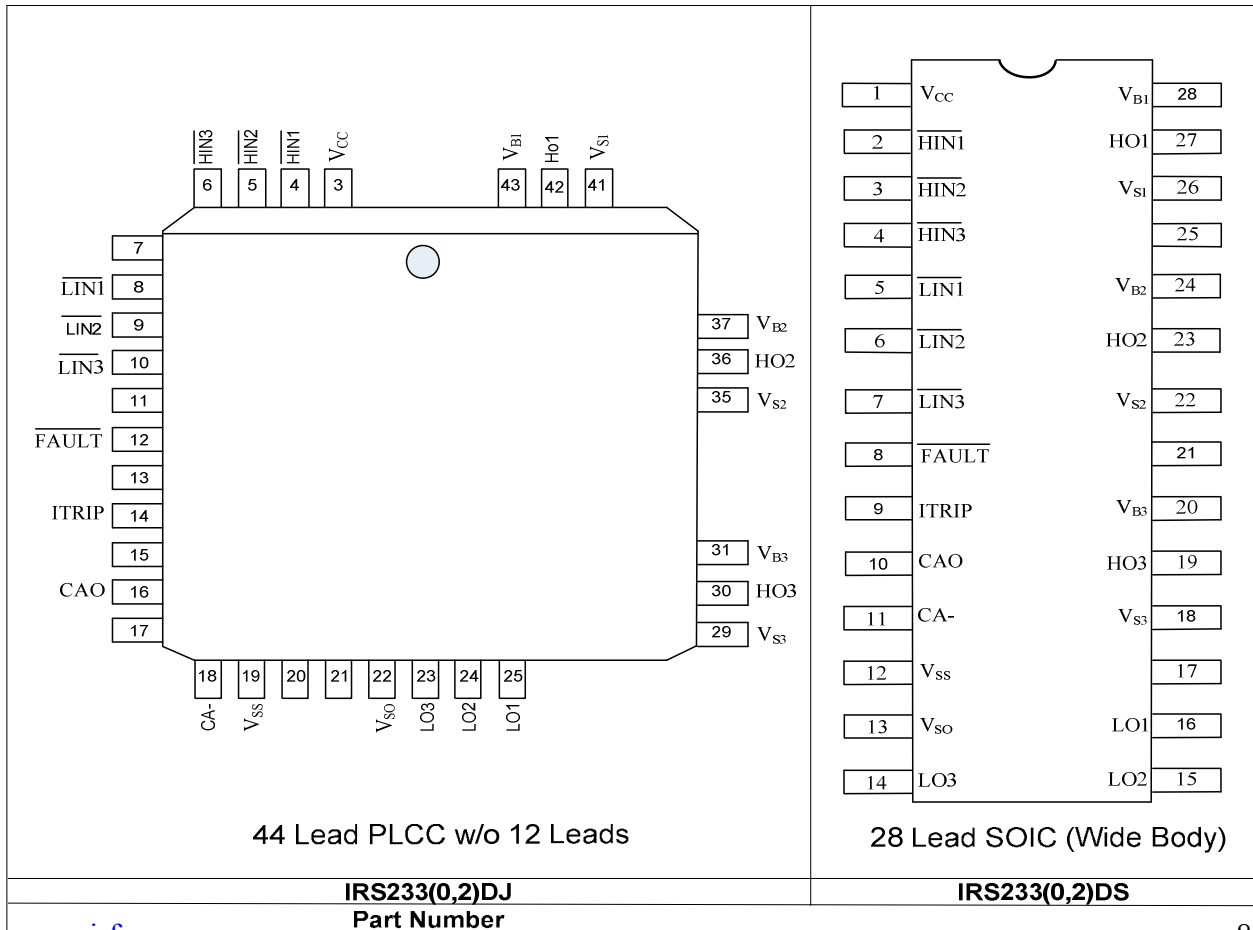 HIN3 HIN2 HIN1 VCC VB1 Ho1 VS1
6 5 4 3 43 42 41
7
LIN1 8
LIN2 9
LIN3 10
11
FAULT 12
13
ITRIP 14
15
CAO 16
17
37 VB2
36 HO2
35 VS2
31 VB3
30 HO3
29 VS3
18 19 20 21 22 23 24 25
CA- VSS VSO LO3 LO2 LO1
44 Lead PLCC w/o 12 Leads
1 VCC VB1 28
2 HIN1 HO1 27
3 HIN2 VS1 26
4 HIN3 25
5 LIN1 VB2 24
6 LIN2 HO2 23
7 LIN3 VS2 22
8 FAULT 21
9 ITRIP VB3 20
10 CAO HO3 19
11 CA- VS3 18
12 VSS 17
13 VSO LO1 16
14 LO3 LO2 15
28 Lead SOIC (Wide Body)
IRS233(0,2)DJ IRS233(0,2)DS
Part Number